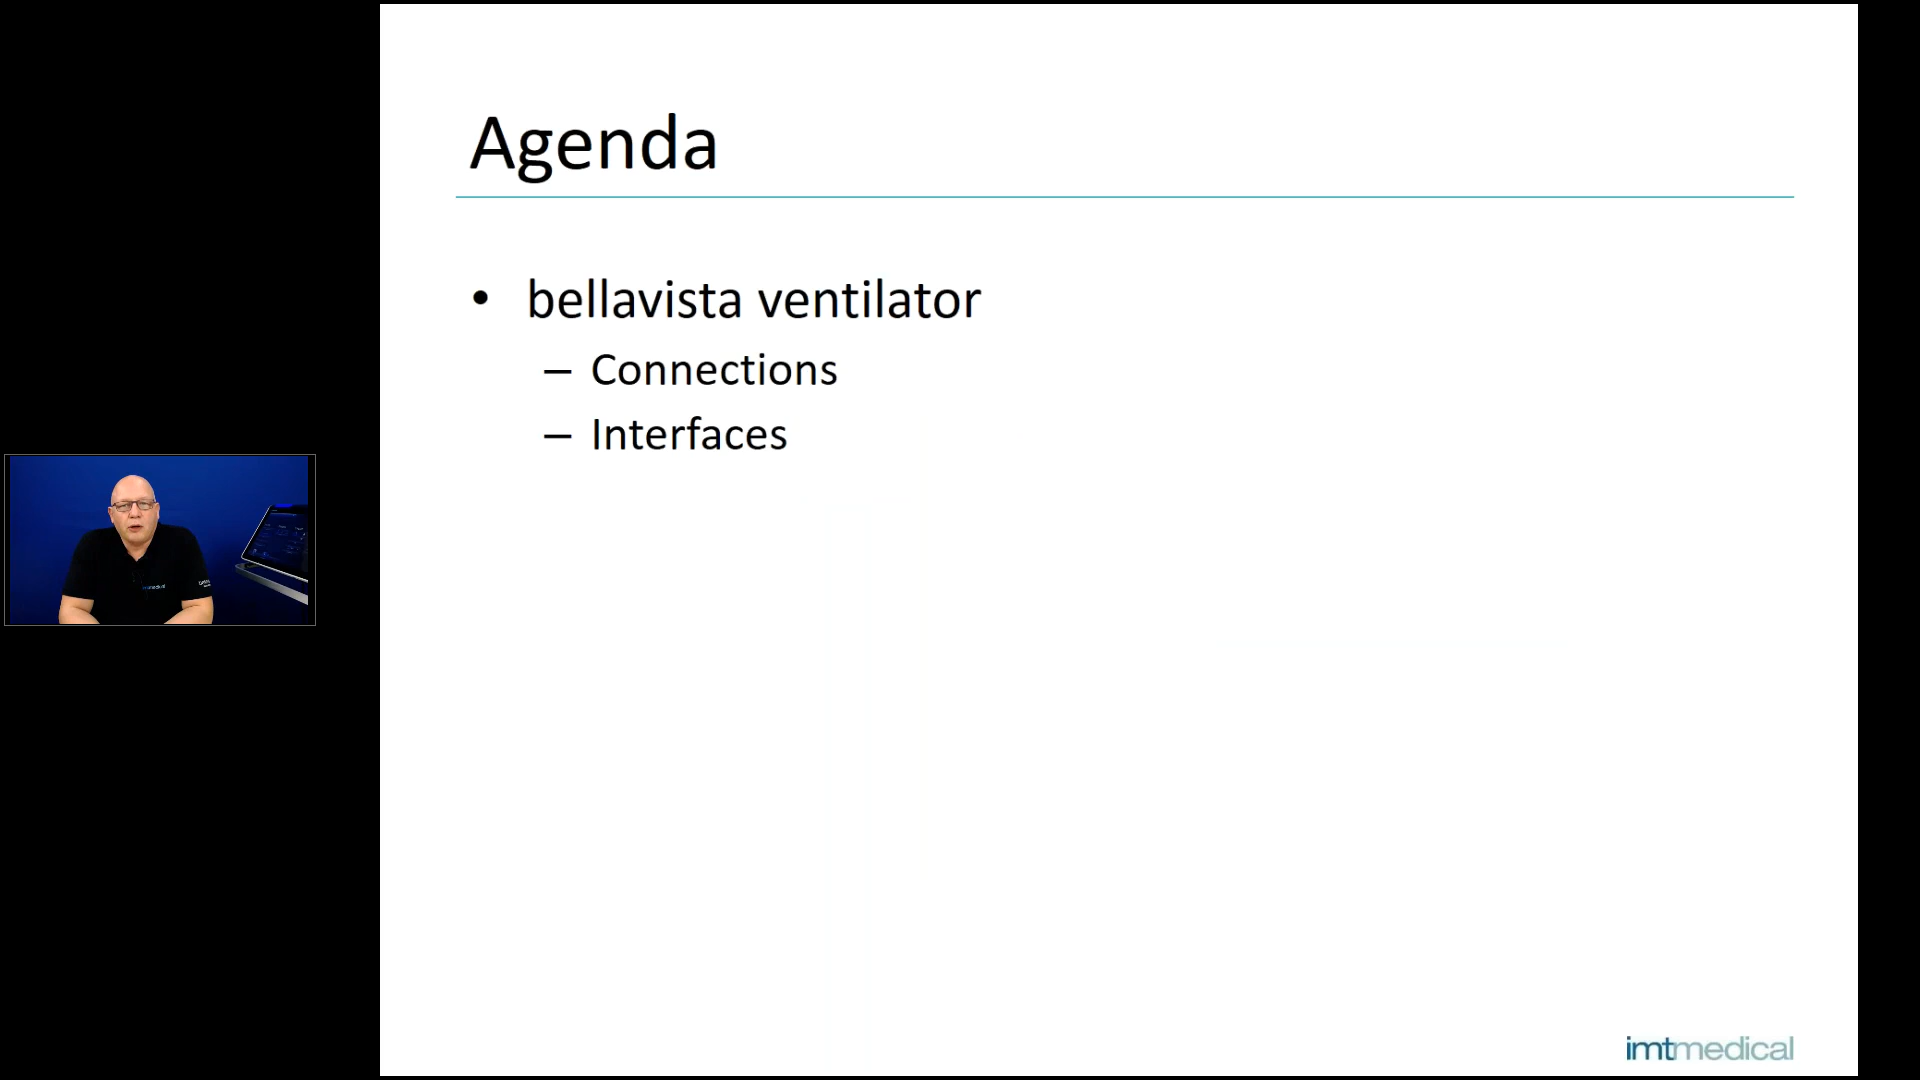 Agenda
• bellavista ventilator
– Connections
– Interfaces
imtmedical